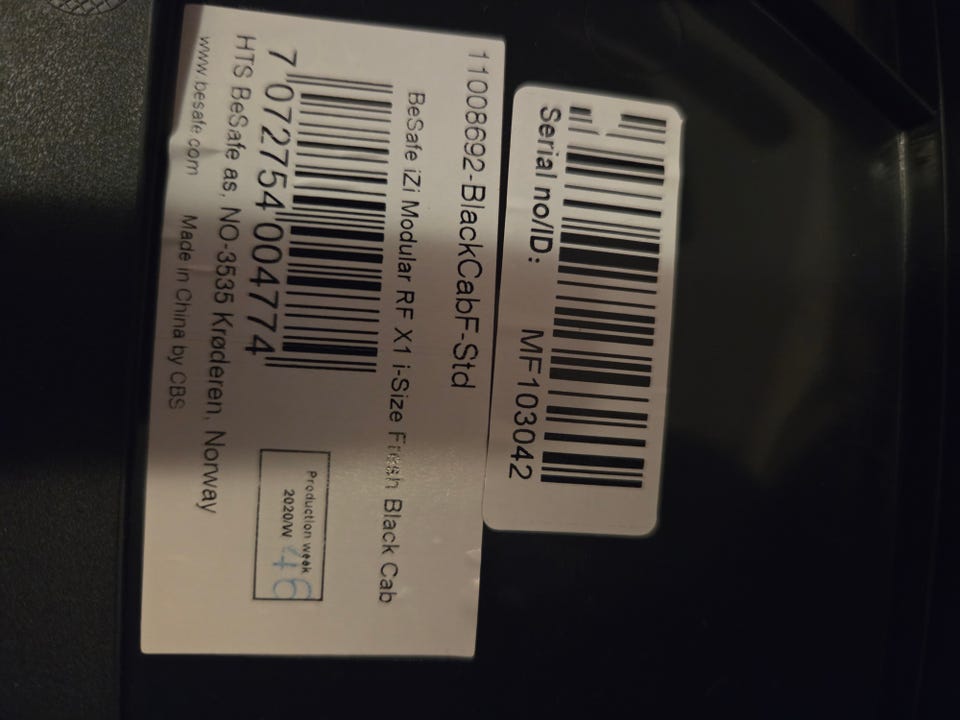 Serial no/ID: MF103042
11008692-BlackCabF-Std
BeSafe iZi Modular RF X1 i-Size Fresh Black Cab
7 072754 004774
Production week
2020/W 46
HTS BeSafe as, NO-3535 Krøderen, Norway
www.besafe.com Made in China by CBS